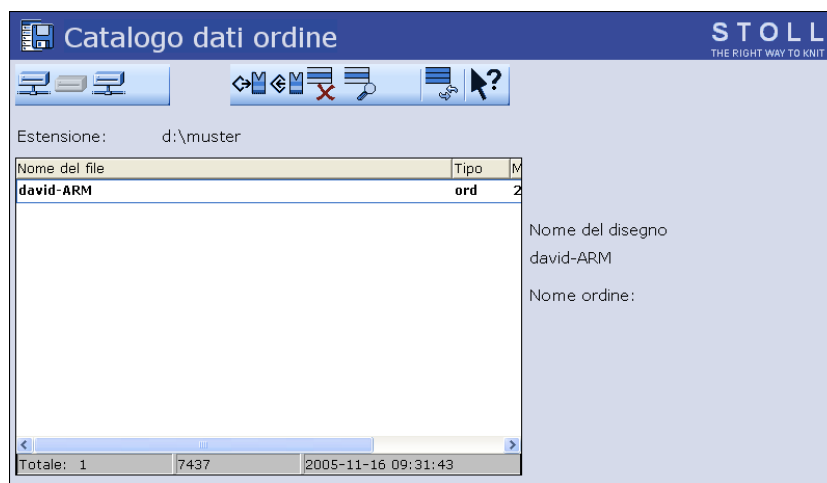 Catalogo dati ordine
STOLL
THE RIGHT WAY TO KNIT
?
Estensione: d:\muster
Nome del file Tipo M
david-ARM ord 2
Nome del disegno
david-ARM
Nome ordine:
Totale: 1 7437 2005-11-16 09:31:43